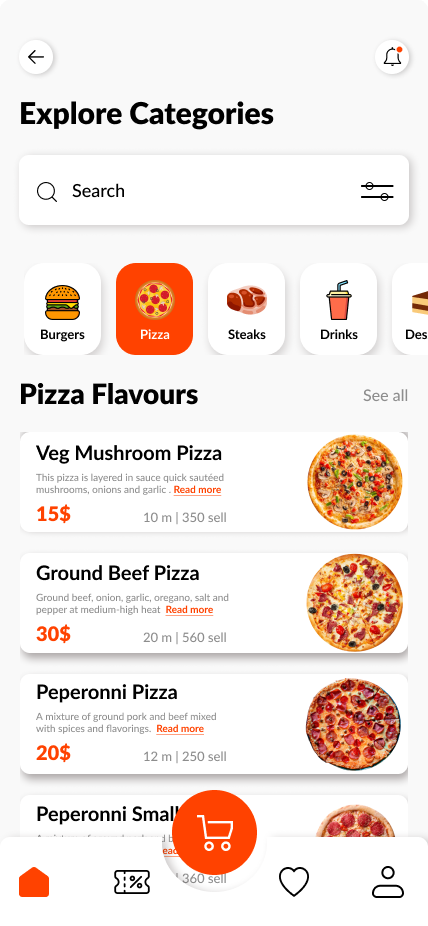 Explore Categories
Search
Burgers
Pizza
Steaks
Drinks
Des
Pizza Flavours
See all
Veg Mushroom Pizza
This pizza is layered in sauce quick sautéed
mushrooms, onions and garlic . Read more
15$
10 m | 350 sell
Ground Beef Pizza
Ground beef, onion, garlic, oregano, salt and
pepper at medium-high heat Read more
30$
20 m | 560 sell
Peperonni Pizza
A mixture of ground pork and beef mixed
with spices and flavorings. Read more
20$
12 m | 250 sell
Peperonni Small
| 360 sell
%